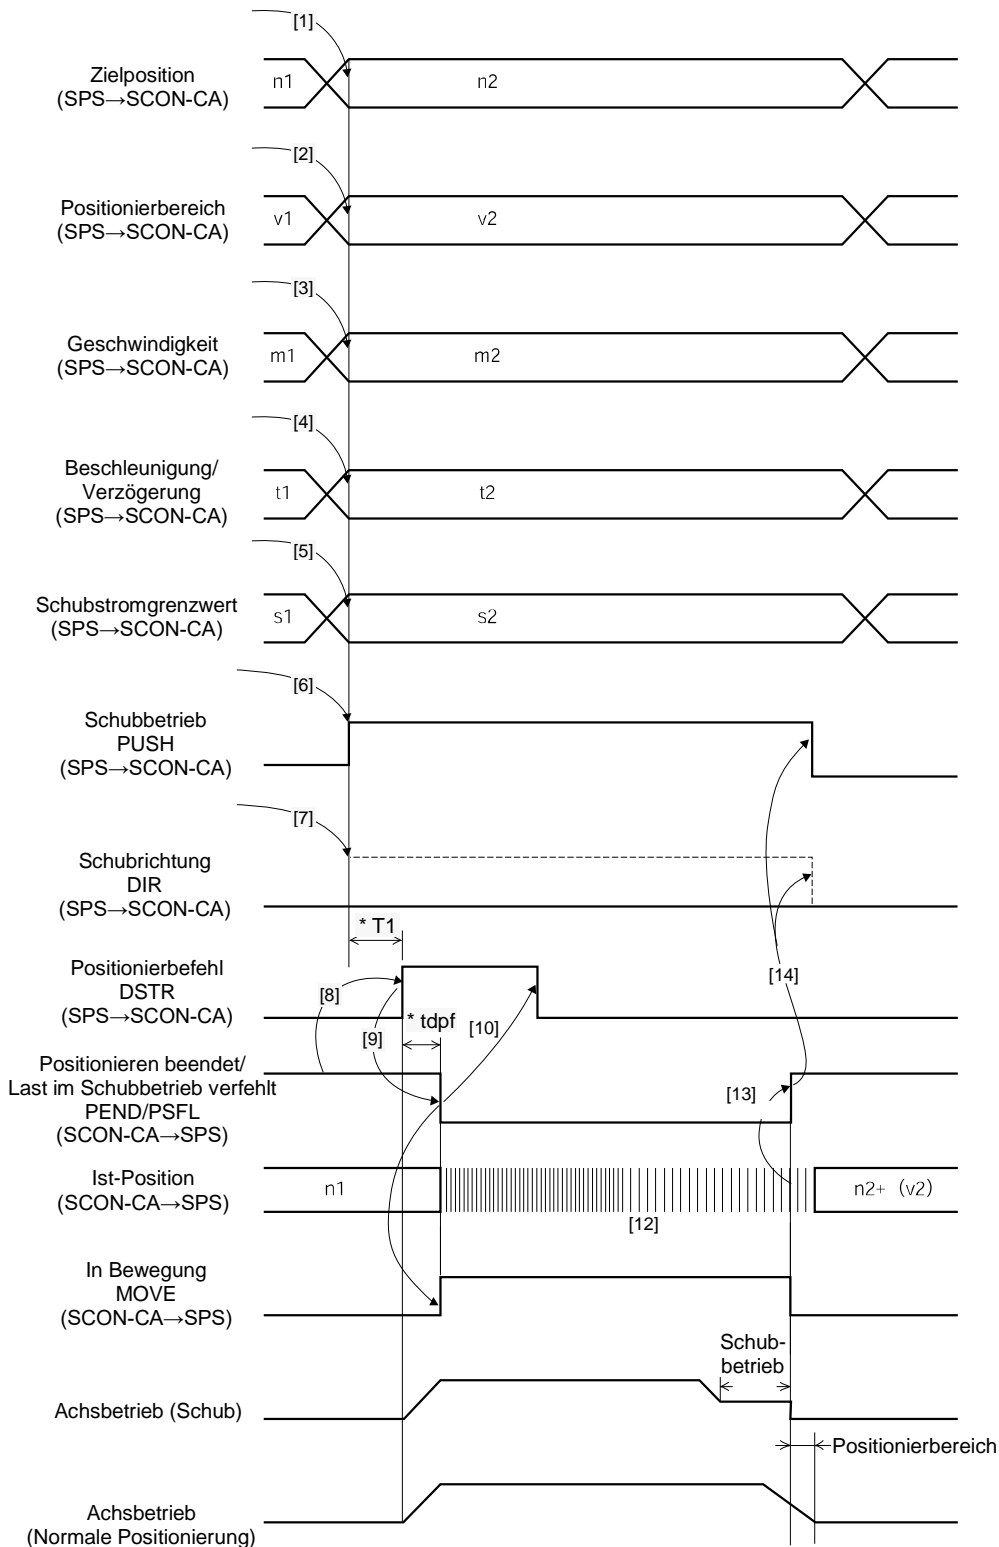 [1]
Zielposition
(SPS→SCON-CA)
n1
n2
[2]
Positionierbereich
(SPS→SCON-CA)
v1
v2
[3]
Geschwindigkeit
(SPS→SCON-CA)
m1
m2
[4]
Beschleunigung/
Verzögerung
(SPS→SCON-CA)
t1
t2
[5]
Schubstromgrenzwert
(SPS→SCON-CA)
s1
s2
[6]
Schubbetrieb
PUSH
(SPS→SCON-CA)
[7]
Schubrichtung
DIR
(SPS→SCON-CA)
* T1
Positionierbefehl
DSTR
(SPS→SCON-CA)
[8]
[14]
* tdpf
[9]
[10]
Positionieren beendet/
Last im Schubbetrieb verfehlt
PEND/PSFL
(SCON-CA→SPS)
[13]
Ist-Position
(SCON-CA→SPS)
n1
n2+ (v2)
[12]
In Bewegung
MOVE
(SCON-CA→SPS)
Schub-
betrieb
Achsbetrieb (Schub)
Positionierbereich
Achsbetrieb
(Normale Positionierung)